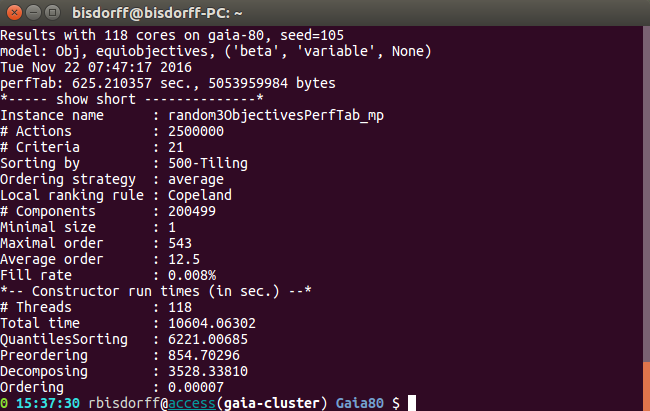 bisdorff@bisdorff-PC: ~
Results with 118 cores on gaia-80, seed=105
model: Obj, equiobjectives, ('beta', 'variable', None)
Tue Nov 22 07:47:17 2016
perfTab: 625.210357 sec., 5053959984 bytes
*----- show short --------------*
Instance name      : random3ObjectivesPerfTab_mp
# Actions          : 2500000
# Criteria         : 21
Sorting by         : 500-Tiling
Ordering strategy  : average
Local ranking rule : Copeland
# Components       : 200499
Minimal size       : 1
Maximal order      : 543
Average order      : 12.5
Fill rate          : 0.008%
*-- Constructor run times (in sec.) --*
# Threads          : 118
Total time         : 10604.06302
QuantilesSorting   : 6221.00685
Preordering        : 854.70296
Decomposing        : 3528.33810
Ordering           : 0.00007
0 15:37:30 rbisdorff@access(gaia-cluster) Gaia80 $